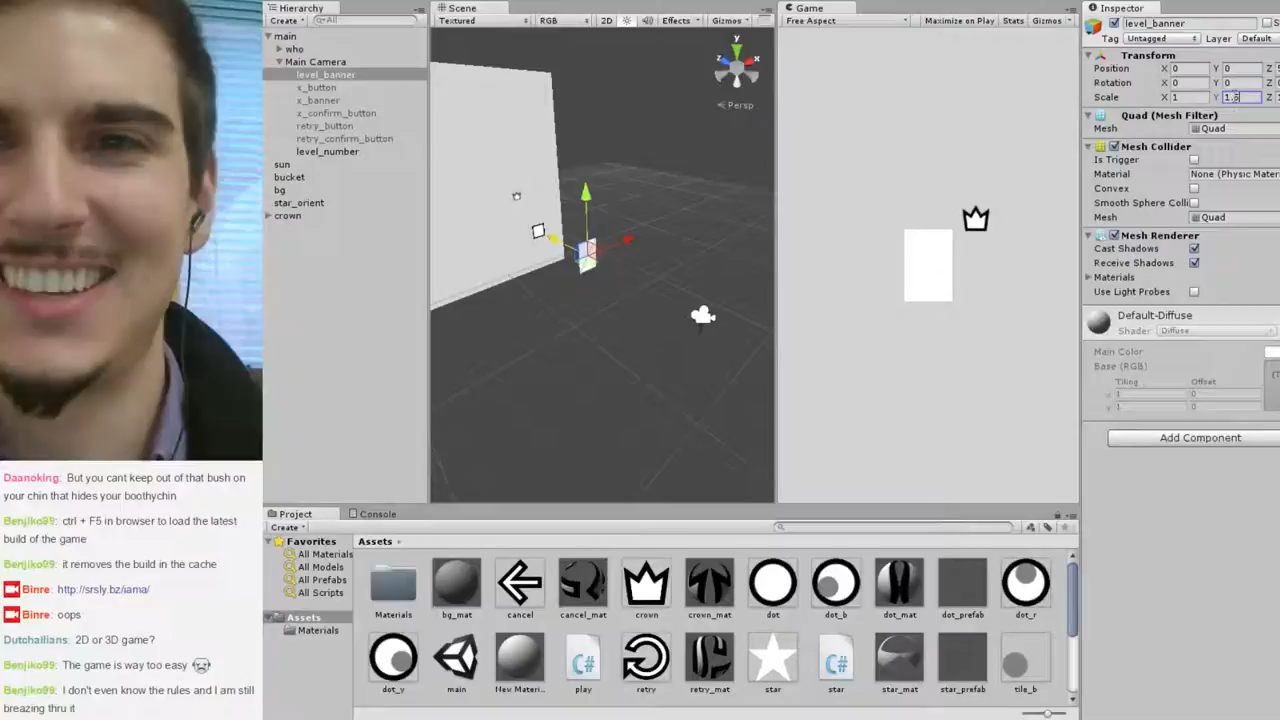 Hierarchy
Create
All
main
who
Main Camera
level_banner
x_button
x_banner
x_confirm_button
retry_button
retry_confirm_button
level_number
sun
bucket
bg
star_orient
crown
Scene
Textured
RGB
2D
Effects
Gizmos
y
z
x
Persp
Game
Free Aspect
Maximize on Play
Stats
Gizmos
Inspector
level_banner
S
Tag Untagged Layer Default
Transform
Position X 0 Y 0 Z
Rotation X 0 Y 0 Z
Scale X 1 Y 1.5 Z
Quad (Mesh Filter)
Mesh Quad
Mesh Collider
Is Trigger
Material None (Physic Mater
Convex
Smooth Sphere Colli
Mesh Quad
Mesh Renderer
Cast Shadows
Receive Shadows
Materials
Use Light Probes
Default-Diffuse
Shader Diffuse
Main Color
Base (RGB)
Tiling Offset
x 1 0
y 1 0
Add Component
Daanoking: But you cant keep out of that bush on
your chin that hides your boothychin
Benjiko99: ctrl + F5 in browser to load the latest
build of the game
Benjiko99: it removes the build in the cache
Binre: http://srsly.bz/iama/
Binre: oops
Dutchallians: 2D or 3D game?
Benjiko99: The game is way too easy
Benjiko99: I don't even know the rules and I am still
breazing thru it
Project
Console
Create
Favorites
All Materials
All Models
All Prefabs
All Scripts
Assets
Materials
Assets
Materials
bg_mat
cancel
cancel_mat
crown
crown_mat
dot
dot_b
dot_mat
dot_prefab
dot_r
dot_y
main
New Materi...
play
retry
retry_mat
star
star
star_mat
star_prefab
tile_b
C#
C#